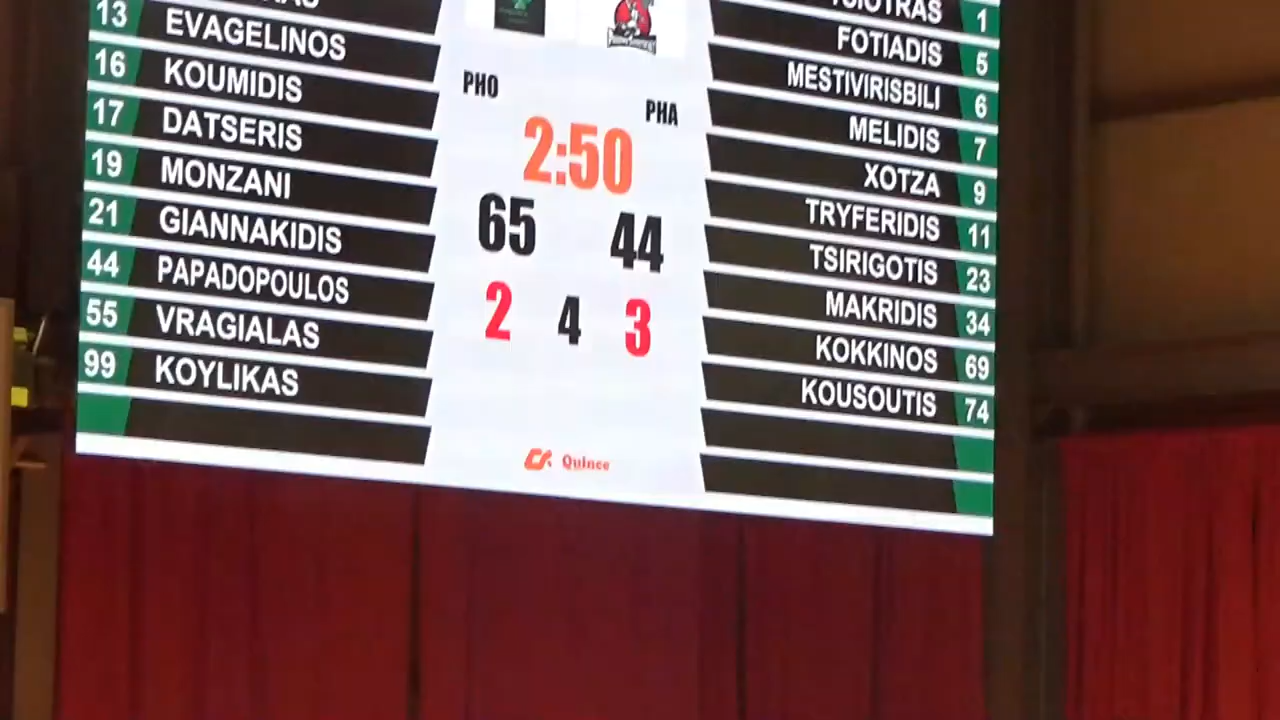 13 EVAGELINOS
16 KOUMIDIS
17 DATSERIS
19 MONZANI
21 GIANNAKIDIS
44 PAPADOPOULOS
55 VRAGIALAS
99 KOYLIKAS
PHO
PHA
2:50
65 44
2 4 3
Quince
1
FOTIADIS 5
MESTIVIRISBILI 6
MELIDIS 7
XOTZA 9
TRYFERIDIS 11
TSIRIGOTIS 23
MAKRIDIS 34
KOKKINOS 69
KOUSOUTIS 74